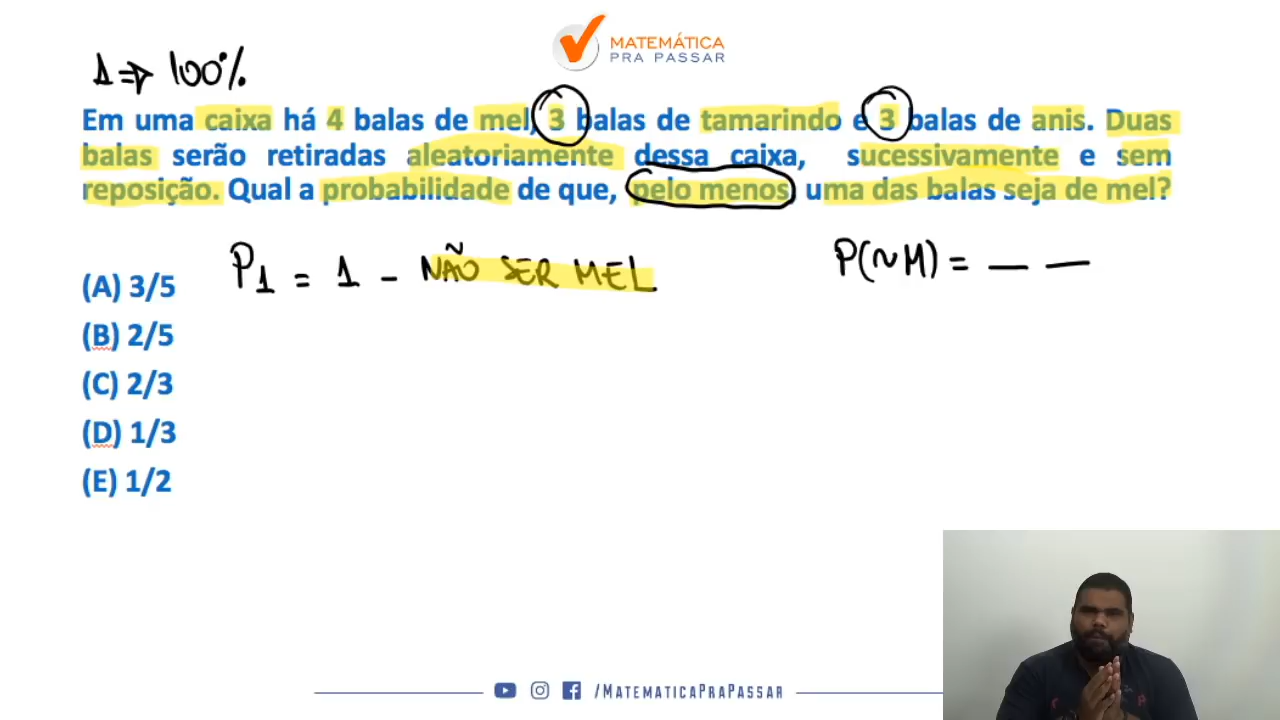 MATEMÁTICA
PRA PASSAR
1 => 100%
Em uma caixa há 4 balas de mel, 3 balas de tamarindo e 3 balas de anis. Duas
balas serão retiradas aleatoriamente dessa caixa, sucessivamente e sem
reposição. Qual a probabilidade de que, pelo menos, uma das balas seja de mel?
P1 = 1 - NÃO SER MEL
P(~M) = __ __
(A) 3/5
(B) 2/5
(C) 2/3
(D) 1/3
(E) 1/2
/MATEMATICAPRAPASSAR